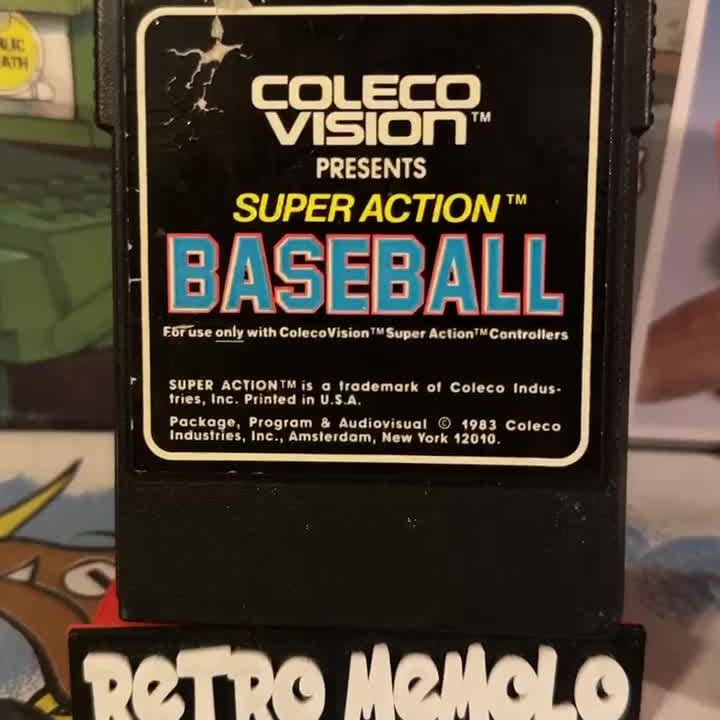 COLECO
VISION™
PRESENTS
SUPER ACTION™
BASEBALL
For use only with ColecoVision™ Super Action™ Controllers
SUPER ACTION™ is a trademark of Coleco Indus-
tries, Inc. Printed in U.S.A.
Package, Program & Audiovisual © 1983 Coleco
Industries, Inc., Amsterdam, New York 12010.
RETRO MEMOLO